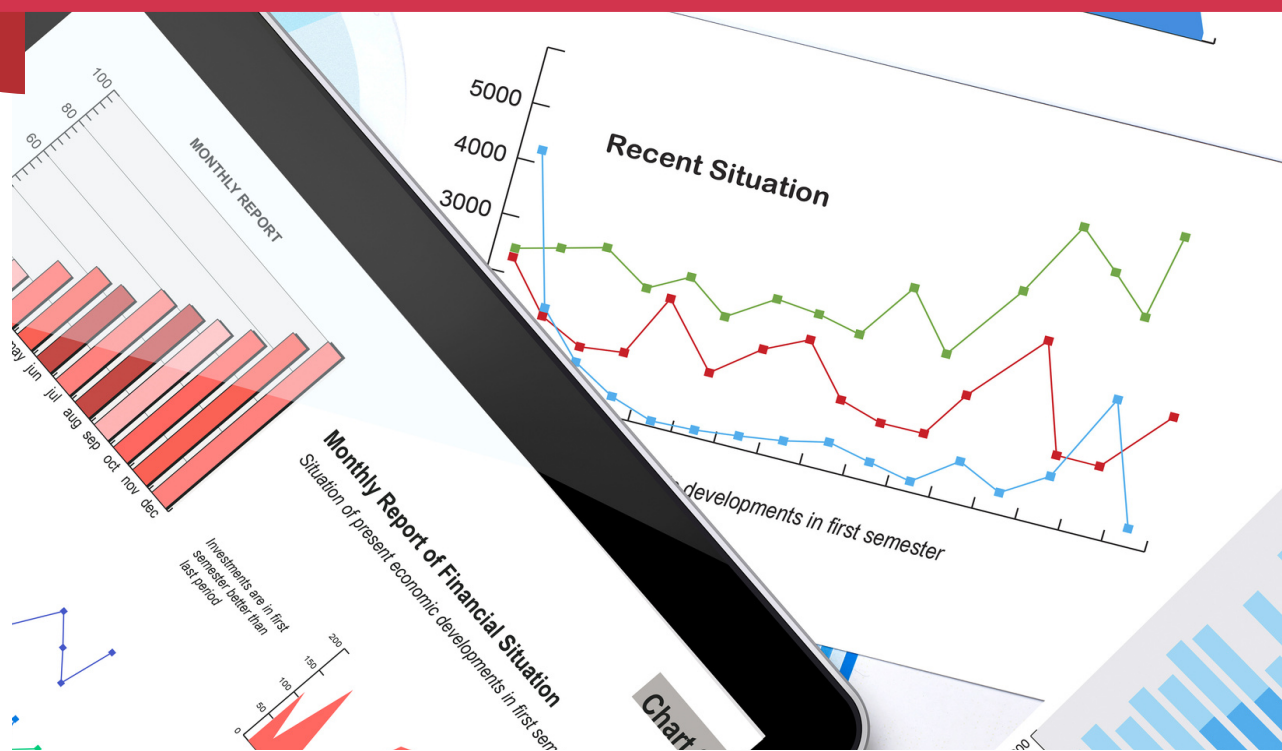 100
80
60
MONTHLY REPORT
may
jun
jul
aug
sep
oct
nov
dec
Investments are in first
semester better than
last period
Monthly Report of Financial Situation
Situation of present economic developments in first
200
150
100
50
0
Chart
5000
4000
3000
Recent Situation
developments in first semester